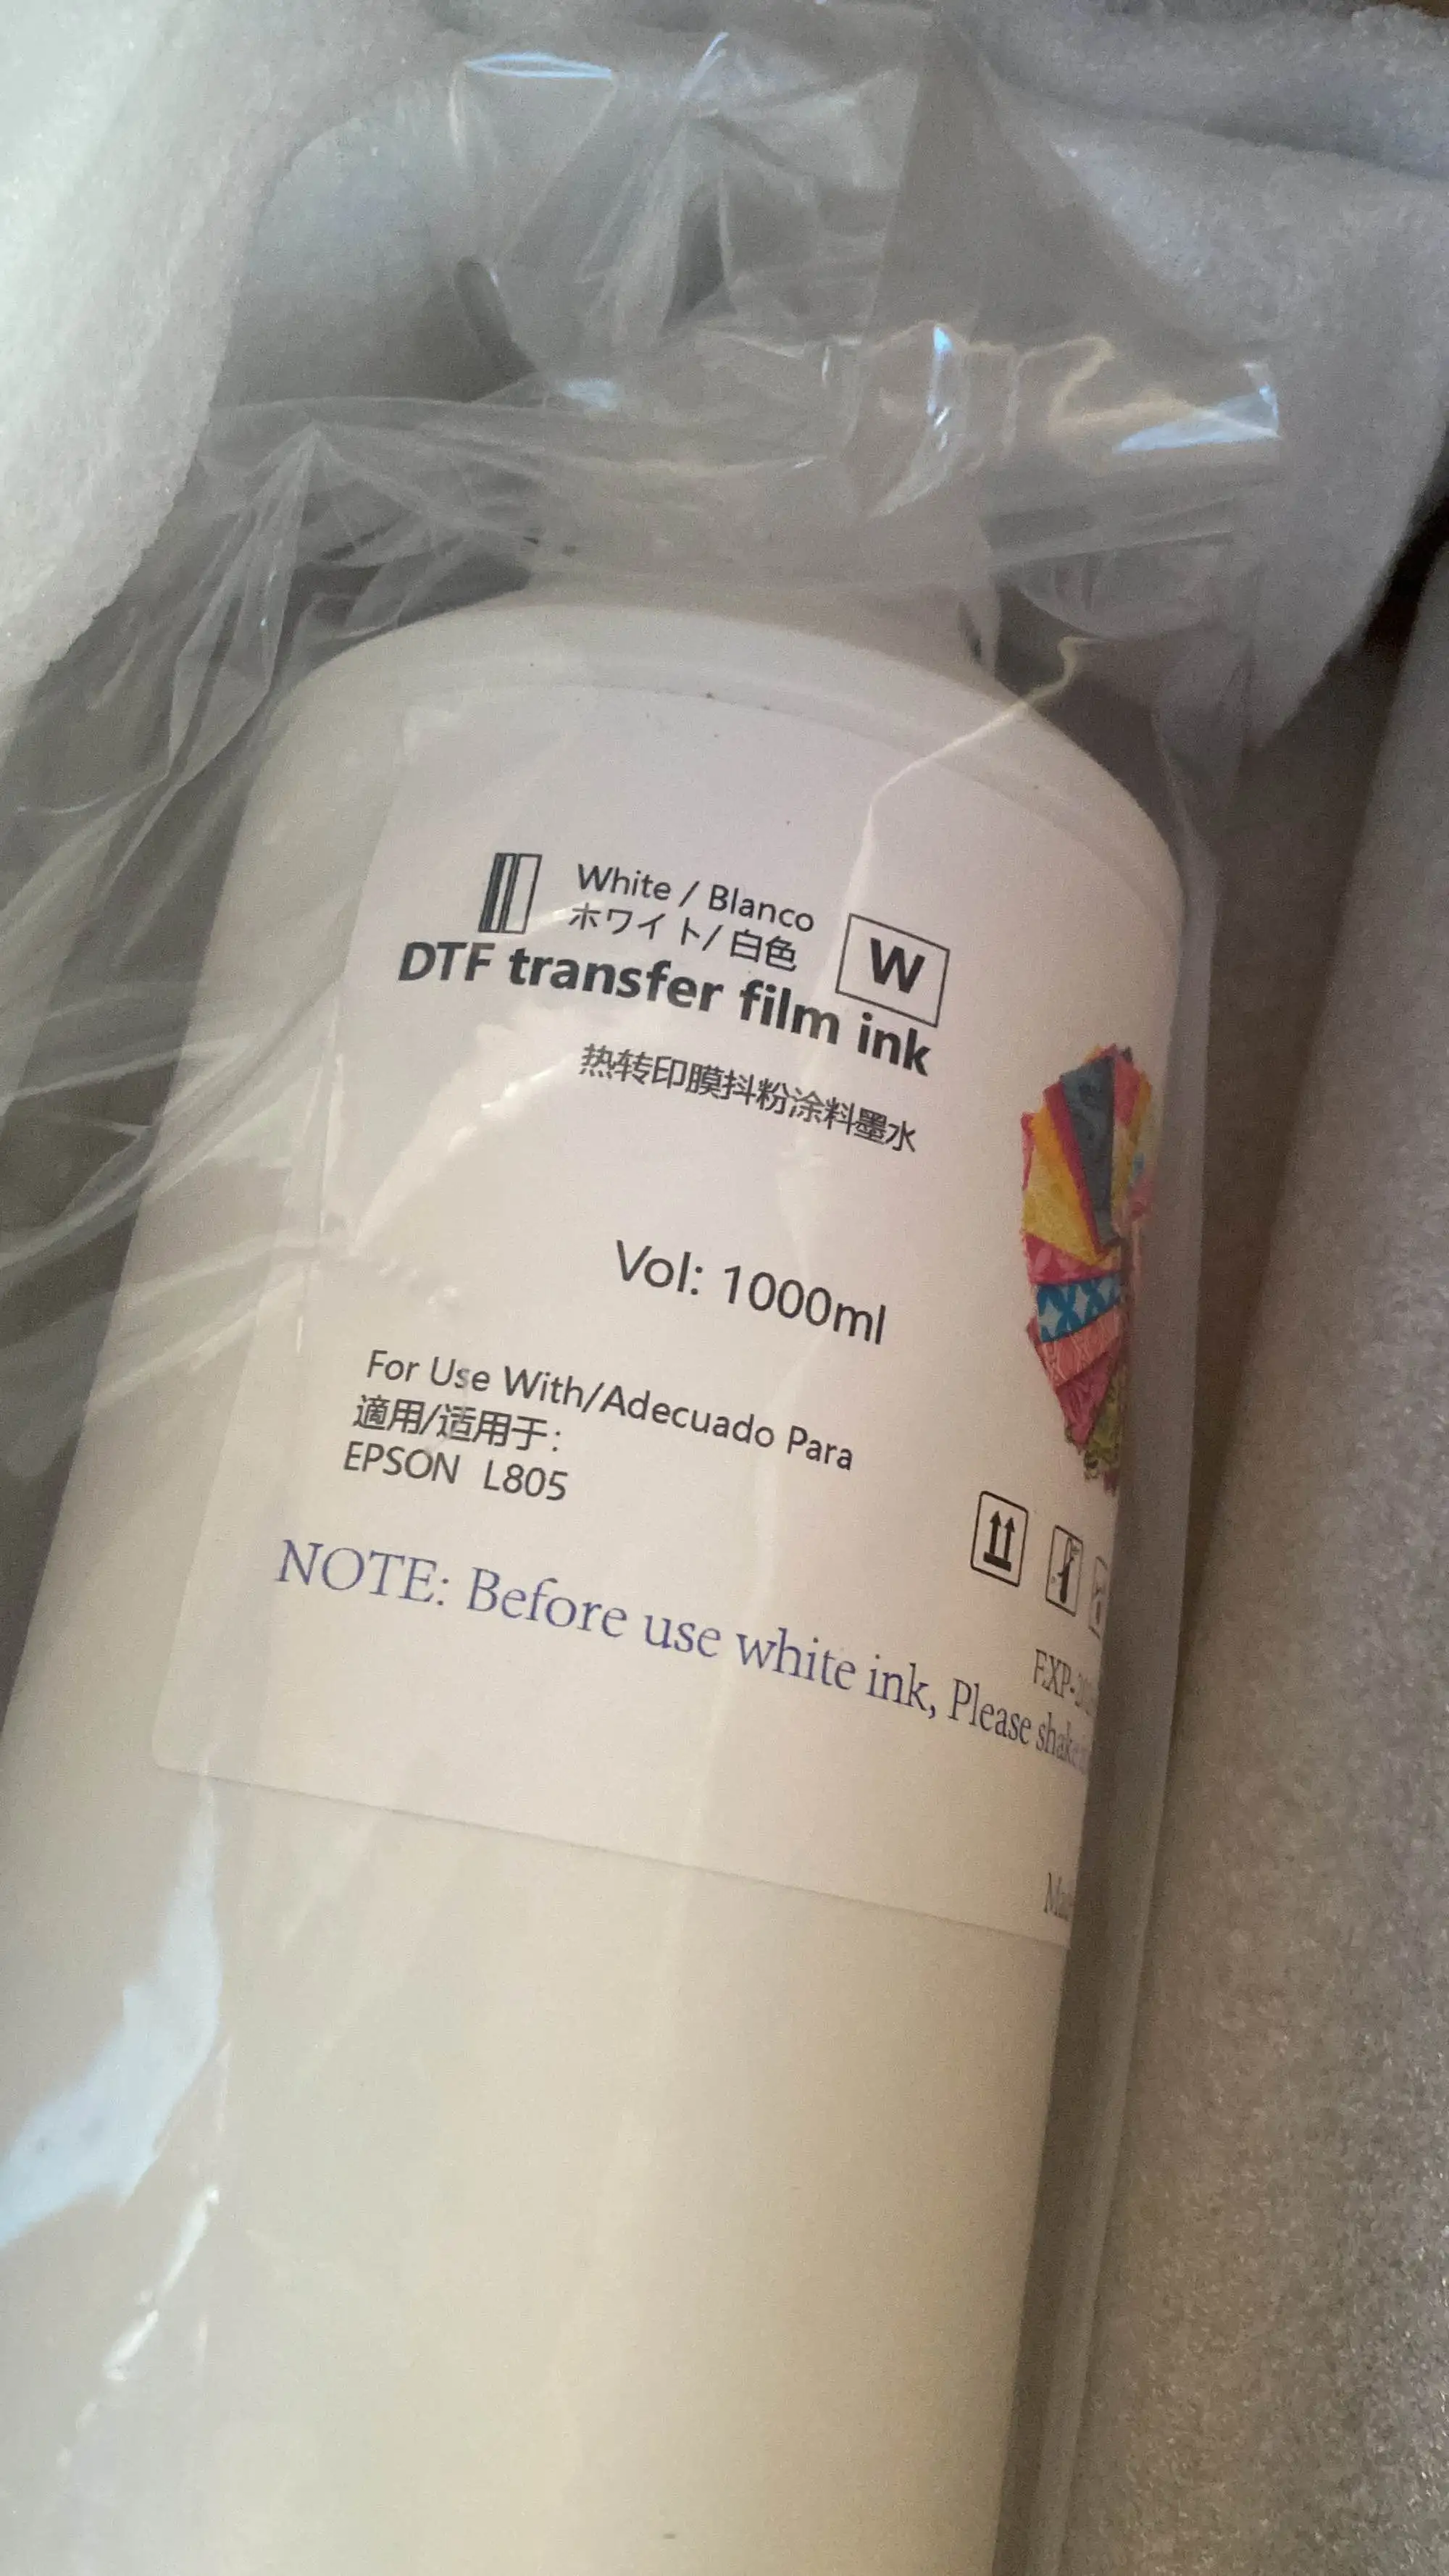 White / Blanco
ホワイト/ 白色
W
DTF transfer film ink
热转印膜抖粉涂料墨水
Vol: 1000ml
For Use With/Adecuado Para
適用/适用于:
EPSON L805
EXP-
NOTE: Before use white ink, Please shake